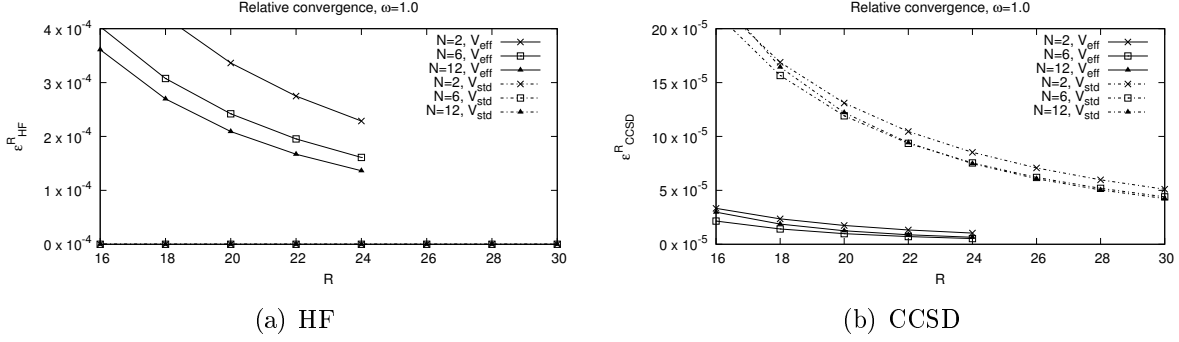 Relative convergence, ω=1.0
4 x 10⁻⁴
3 x 10⁻⁴
2 x 10⁻⁴
1 x 10⁻⁴
0 x 10⁻⁴
εᴿ_HF
N=2, V_eff
N=6, V_eff
N=12, V_eff
N=2, V_std
N=6, V_std
N=12, V_std
16 18 20 22 24 26 28 30
R
(a) HF
Relative convergence, ω=1.0
20 x 10⁻⁵
15 x 10⁻⁵
10 x 10⁻⁵
5 x 10⁻⁵
0 x 10⁻⁵
εᴿ_CCSD
N=2, V_eff
N=6, V_eff
N=12, V_eff
N=2, V_std
N=6, V_std
N=12, V_std
16 18 20 22 24 26 28 30
R
(b) CCSD